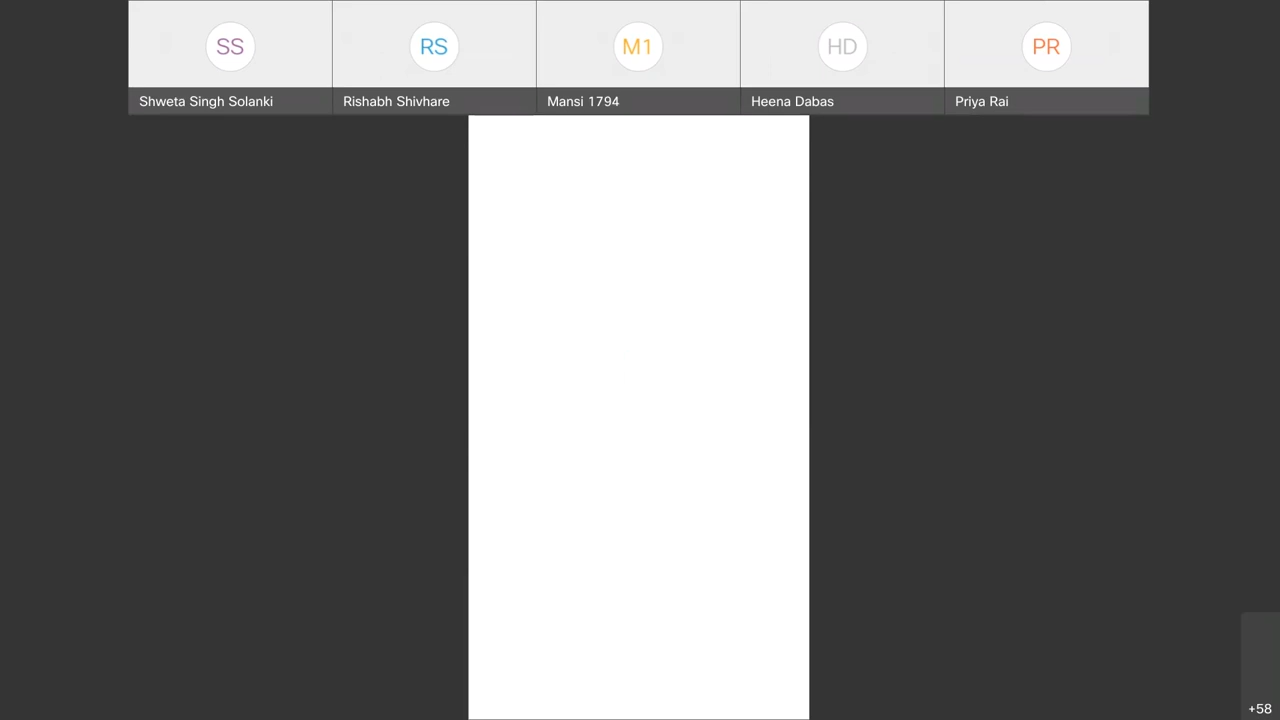 SS RS M1 HD PR
Shweta Singh Solanki Rishabh Shivhare Mansi 1794 Heena Dabas Priya Rai
+58